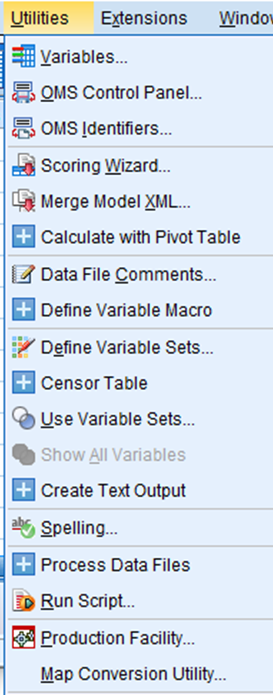 Utilities Extensions Windo
Variables...
OMS Control Panel...
OMS Identifiers...
Scoring Wizard...
Merge Model XML...
Calculate with Pivot Table
Data File Comments...
Define Variable Macro
Define Variable Sets...
Censor Table
Use Variable Sets...
Show All Variables
Create Text Output
Spelling...
Process Data Files
Run Script...
Production Facility...
Map Conversion Utility...